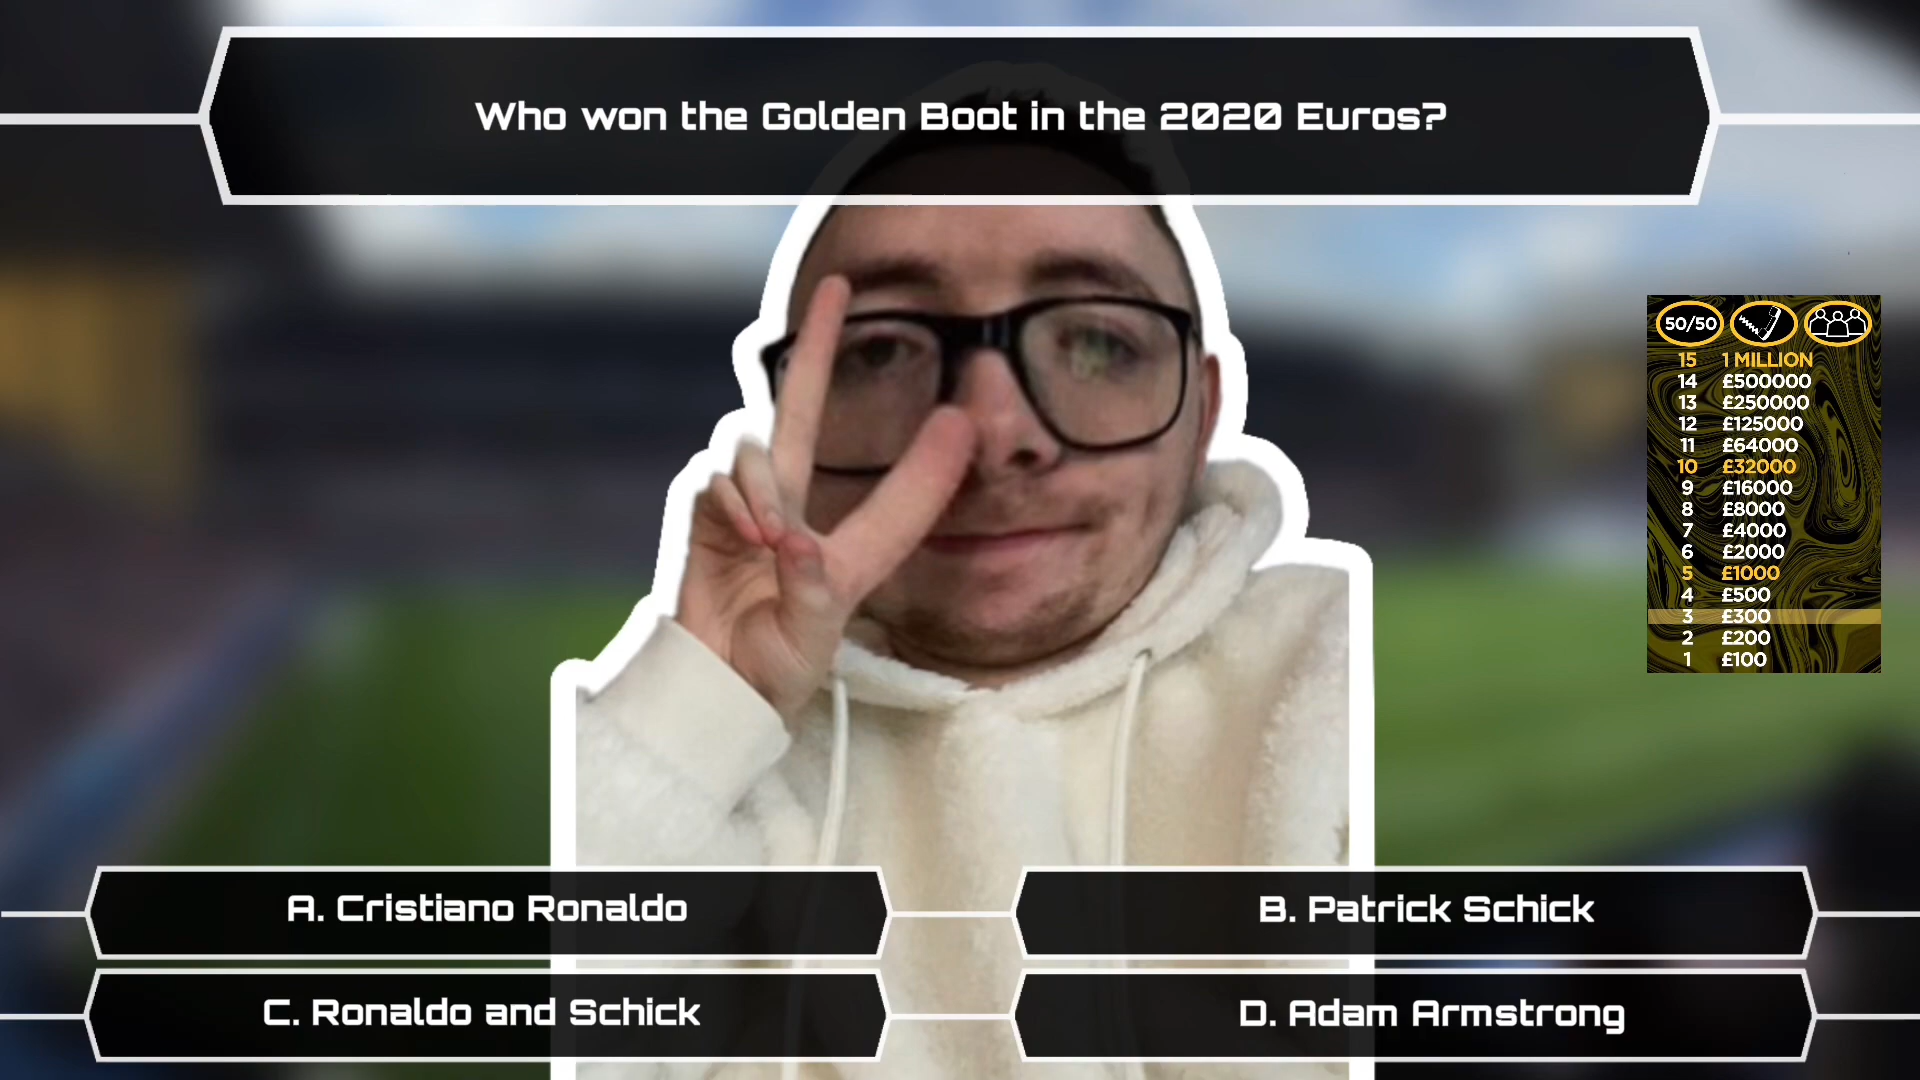 Who won the Golden Boot in the 2020 Euros?
50/50
15 1 MILLION
14 £500000
13 £250000
12 £125000
11 £64000
10 £32000
9 £16000
8 £8000
7 £4000
6 £2000
5 £1000
4 £500
3 £300
2 £200
1 £100
A. Cristiano Ronaldo
B. Patrick Schick
C. Ronaldo and Schick
D. Adam Armstrong